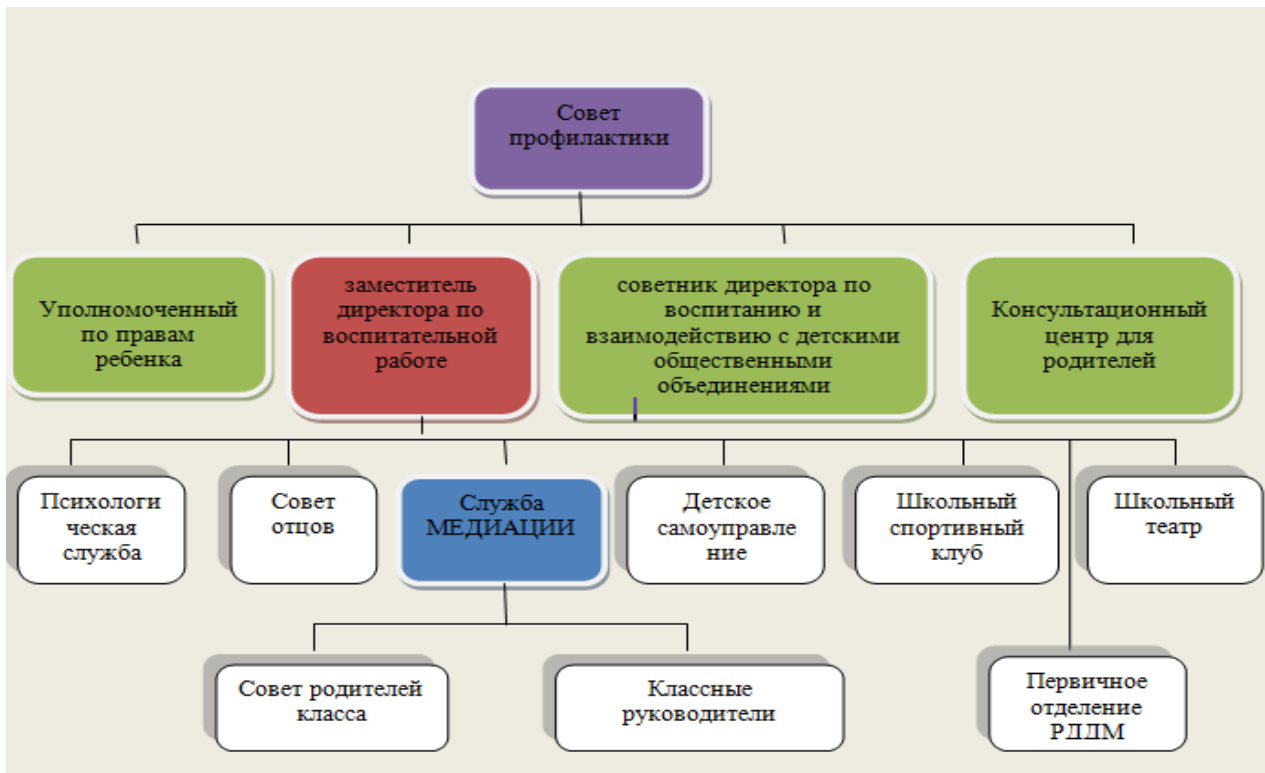 Совет
профилактики
Уполномоченный
по правам
ребенка
заместитель
директора по
воспитательной
работе
советник директора по
воспитанию и
взаимодействию с детскими
общественными
объединениями
Консультационный
центр для
родителей
Психологи
ческая
служба
Совет
отцов
Служба
МЕДИАЦИИ
Детское
самоуправле
ние
Школьный
спортивный
клуб
Школьный
театр
Совет родителей
класса
Классные
руководители
Первичное
отделение
РДДМ